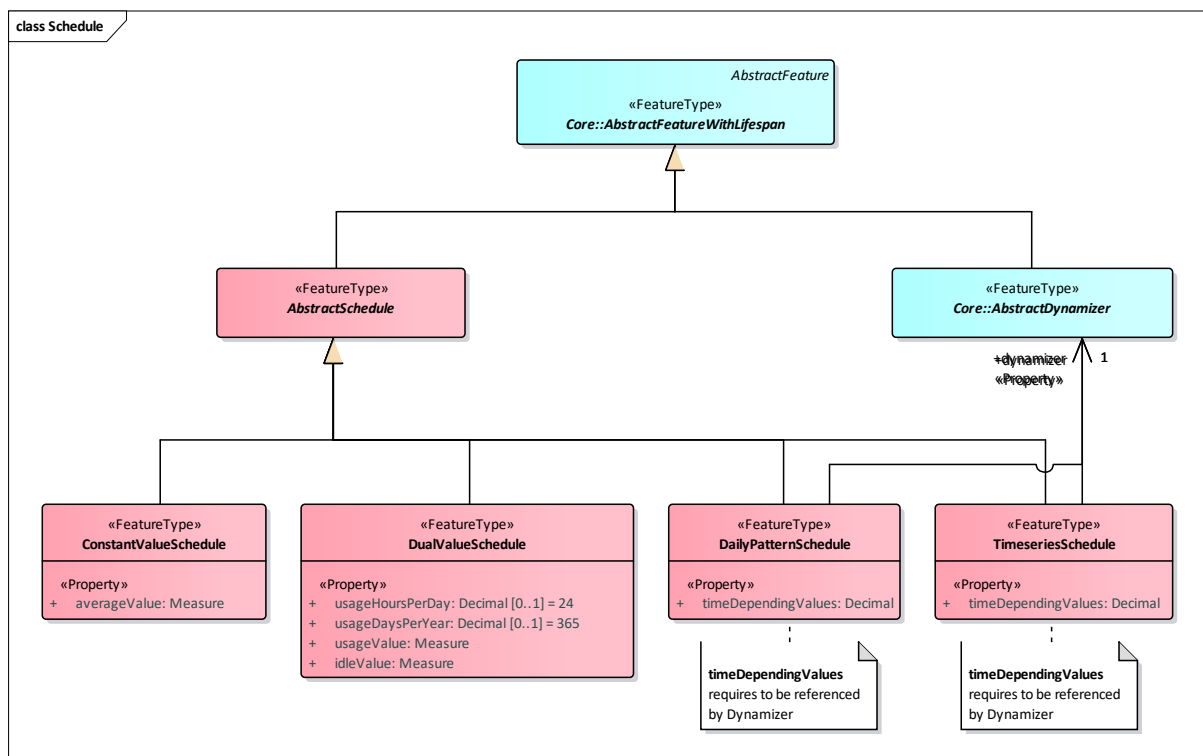 class Schedule
AbstractFeature
«FeatureType»
Core::AbstractFeatureWithLifespan
«FeatureType»
AbstractSchedule
«FeatureType»
Core::AbstractDynamizer
+dynamizer
+dynamizer
1
«Property»
«Property»
«FeatureType»
ConstantValueSchedule
«Property»
+ averageValue: Measure
«FeatureType»
DualValueSchedule
«Property»
+ usageHoursPerDay: Decimal [0..1] = 24
+ usageDaysPerYear: Decimal [0..1] = 365
+ usageValue: Measure
+ idleValue: Measure
«FeatureType»
DailyPatternSchedule
«Property»
+ timeDependingValues: Decimal
«FeatureType»
TimeseriesSchedule
«Property»
+ timeDependingValues: Decimal
timeDependingValues
requires to be referenced
by Dynamizer
timeDependingValues
requires to be referenced
by Dynamizer